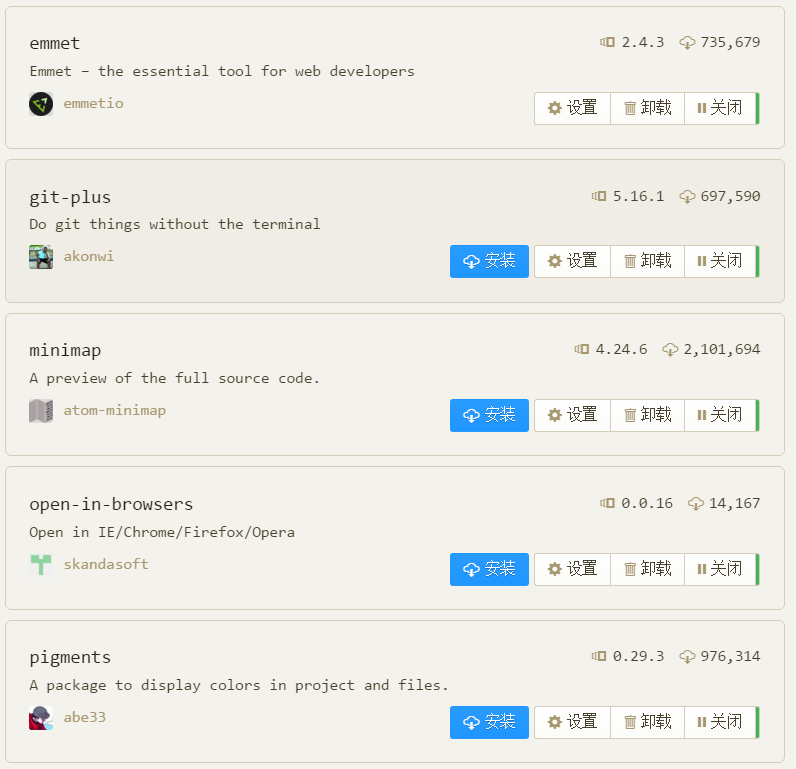 emmet 2.4.3 735,679
Emmet – the essential tool for web developers
emmetio 设置 卸载 关闭
git-plus 5.16.1 697,590
Do git things without the terminal
akonwi 安装 设置 卸载 关闭
minimap 4.24.6 2,101,694
A preview of the full source code.
atom-minimap 安装 设置 卸载 关闭
open-in-browsers 0.0.16 14,167
Open in IE/Chrome/Firefox/Opera
skandasoft 安装 设置 卸载 关闭
pigments 0.29.3 976,314
A package to display colors in project and files.
abe33 安装 设置 卸载 关闭